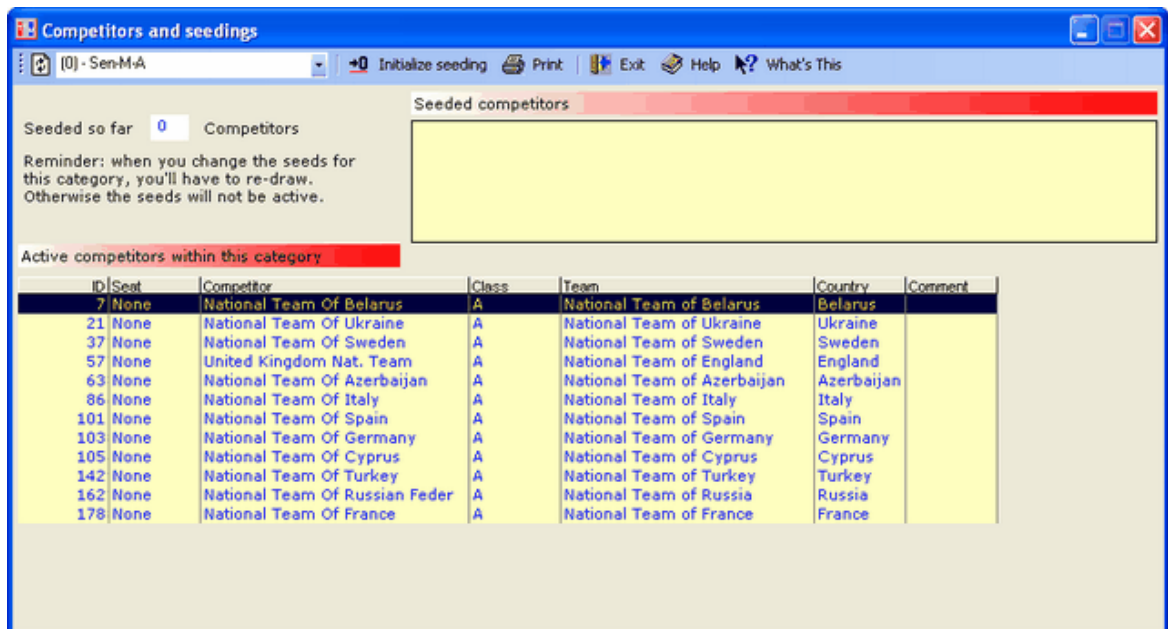 Competitors and seedings
(0) - Sen-M-A Initialize seeding Print Exit Help What's This
Seeded competitors
Seeded so far 0 Competitors
Reminder: when you change the seeds for
this category, you'll have to re-draw.
Otherwise the seeds will not be active.
Active competitors within this category
ID Seat Competitor Class Team Country Comment
7 None National Team Of Belarus A National Team of Belarus Belarus
21 None National Team Of Ukraine A National Team of Ukraine Ukraine
37 None National Team Of Sweden A National Team of Sweden Sweden
57 None United Kingdom Nat. Team A National Team of England England
63 None National Team Of Azerbaijan A National Team of Azerbaijan Azerbaijan
86 None National Team Of Italy A National Team of Italy Italy
101 None National Team Of Spain A National Team of Spain Spain
103 None National Team Of Germany A National Team of Germany Germany
105 None National Team Of Cyprus A National Team of Cyprus Cyprus
142 None National Team Of Turkey A National Team of Turkey Turkey
162 None National Team Of Russian Feder A National Team of Russia Russia
178 None National Team Of France A National Team of France France